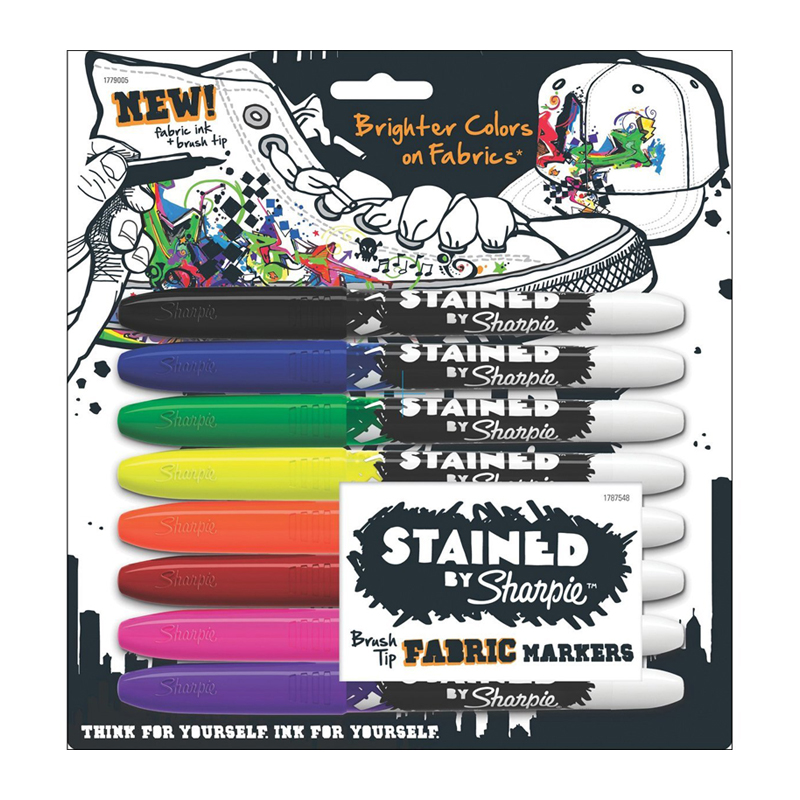 1779005
NEW!
fabric ink
+ brush tip
Brighter Colors
on Fabrics*
Sharpie
STAINED
BY Sharpie
Sharpie
STAINED
BY Sharpie
Sharpie
STAINED
BY Sharpie
Sharpie
STAINED
1787548
Sharpie
STAINED
BY Sharpie™
Sharpie
Sharpie
Brush
Tip
FABRIC MARKERS
Sharpie
BY Sharpie
THINK FOR YOURSELF. INK FOR YOURSELF.